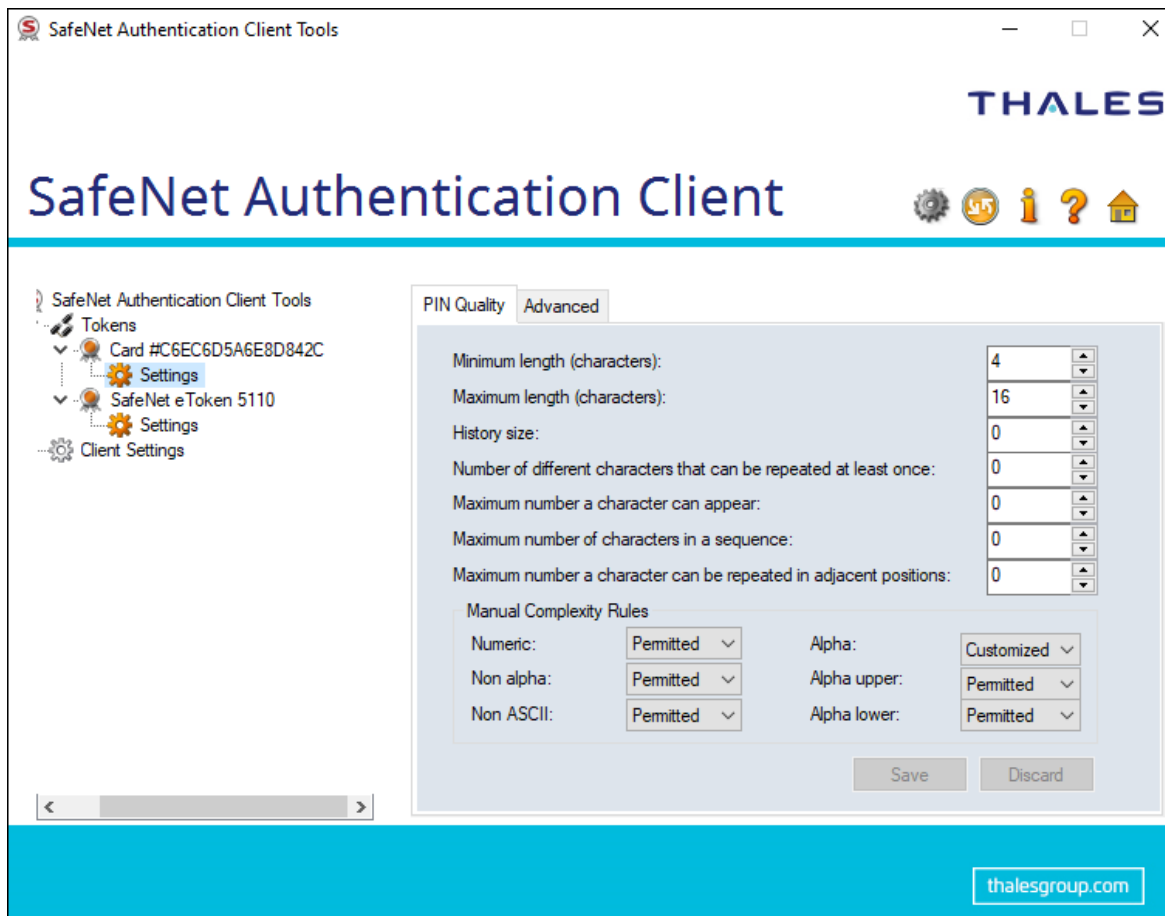 SafeNet Authentication Client Tools
THALES
SafeNet Authentication Client
SafeNet Authentication Client Tools
Tokens
Card #C6EC6D5A6E8D842C
Settings
SafeNet eToken 5110
Settings
Client Settings
PIN Quality Advanced
Minimum length (characters): 4
Maximum length (characters): 16
History size: 0
Number of different characters that can be repeated at least once: 0
Maximum number a character can appear: 0
Maximum number of characters in a sequence: 0
Maximum number a character can be repeated in adjacent positions: 0
Manual Complexity Rules
Numeric: Permitted Alpha: Customized
Non alpha: Permitted Alpha upper: Permitted
Non ASCII: Permitted Alpha lower: Permitted
Save Discard
thalesgroup.com